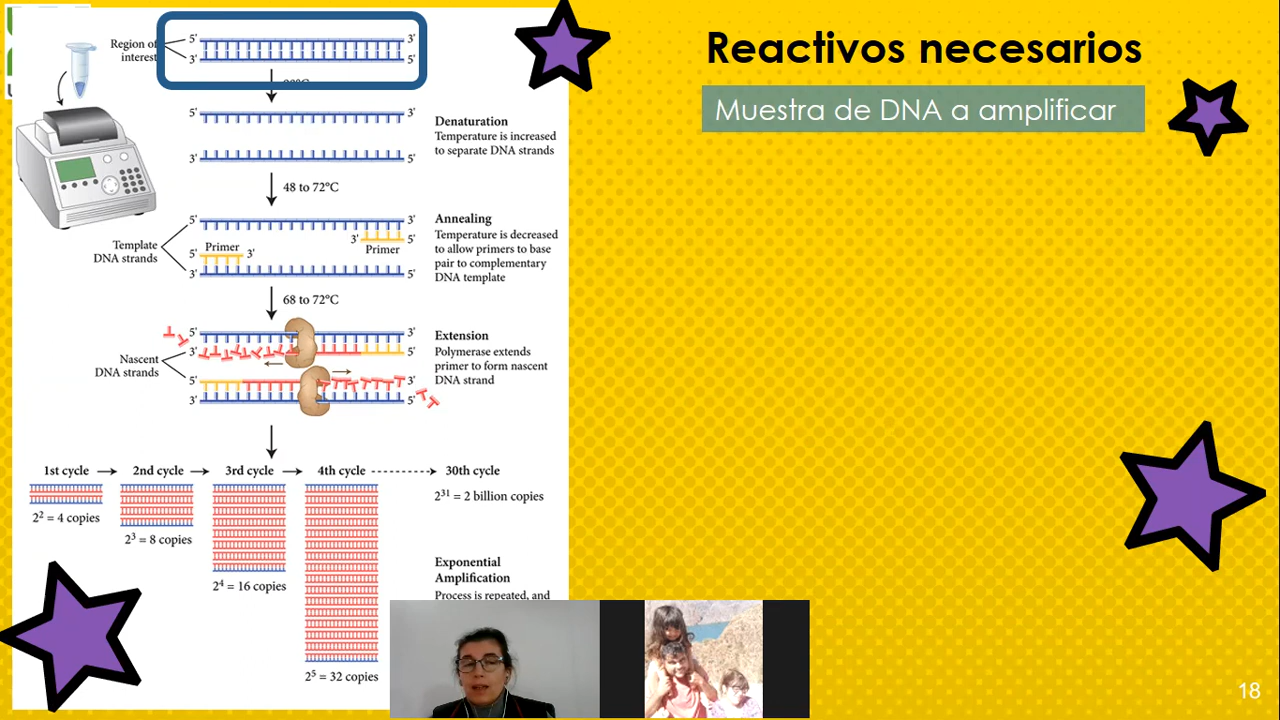 Reactivos necesarios
Muestra de DNA a amplificar
Region of
interest
5'
3'
3'
5'
5'
3'
Denaturation
Temperature is increased
to separate DNA strands
3'
5'
48 to 72°C
Annealing
Temperature is decreased
to allow primers to base
pair to complementary
DNA template
5'
3'
3'
5'
Template
DNA strands
Primer
Primer
5'
3'
3'
5'
68 to 72°C
Extension
Polymerase extends
primer to form nascent
DNA strand
5'
3'
3'
5'
Nascent
DNA strands
5'
3'
3'
5'
1st cycle
2nd cycle
3rd cycle
4th cycle
30th cycle
2² = 4 copies
2³ = 8 copies
2⁴ = 16 copies
2⁵ = 32 copies
2³¹ = 2 billion copies
Exponential
Amplification
Process is repeated, and
18